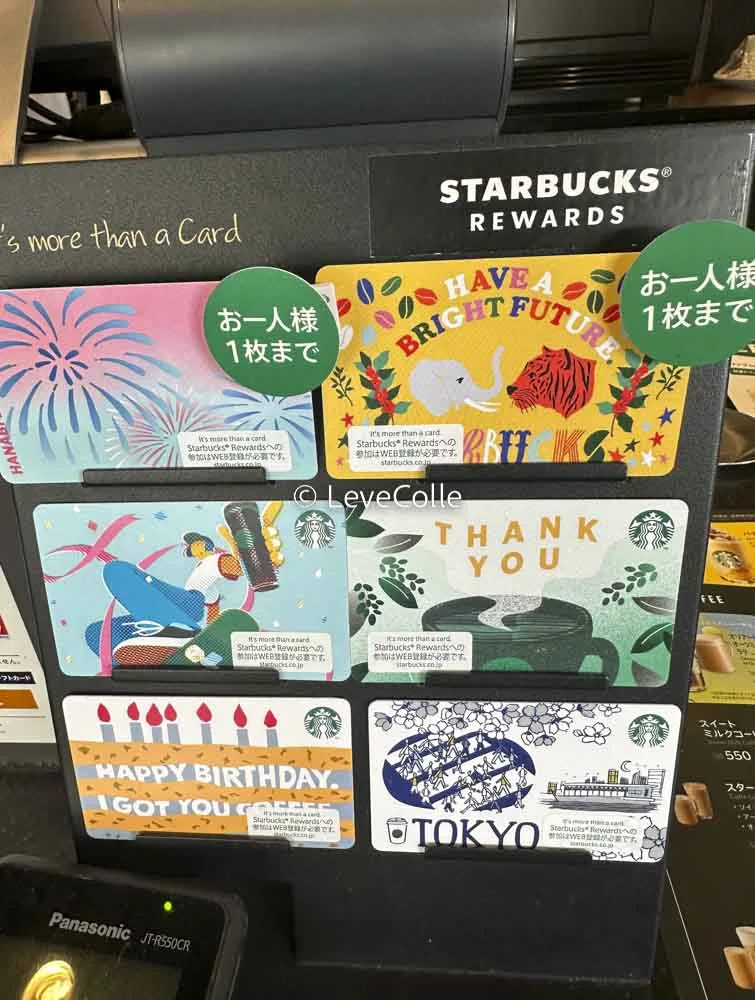 STARBUCKS®
REWARDS
's more than a Card
お一人様
1枚まで
お一人様
1枚まで
HAVE A
BRIGHT FUTURE
HANABI
It's more than a card.
Starbucks® Rewardsへの
参加はWEB登録が必要です。
starbucks.co.jp
It's more than a card.
Starbucks® Rewardsへの
参加はWEB登録が必要です。
starbucks.co.jp
© LeveColle
THANK
YOU
It's more than a card.
Starbucks® Rewardsへの
参加はWEB登録が必要です。
starbucks.co.jp
It's more than a card.
Starbucks® Rewardsへの
参加はWEB登録が必要です。
starbucks.co.jp
HAPPY BIRTHDAY.
I GOT YOU COFFEE
It's more than a card.
Starbucks® Rewardsへの
参加はWEB登録が必要です。
starbucks.co.jp
TOKYO
It's more than a card.
Starbucks® Rewardsへの
参加はWEB登録が必要です。
starbucks.co.jp
スイート
ミルクコー
550
スター
Panasonic JT-R550CR